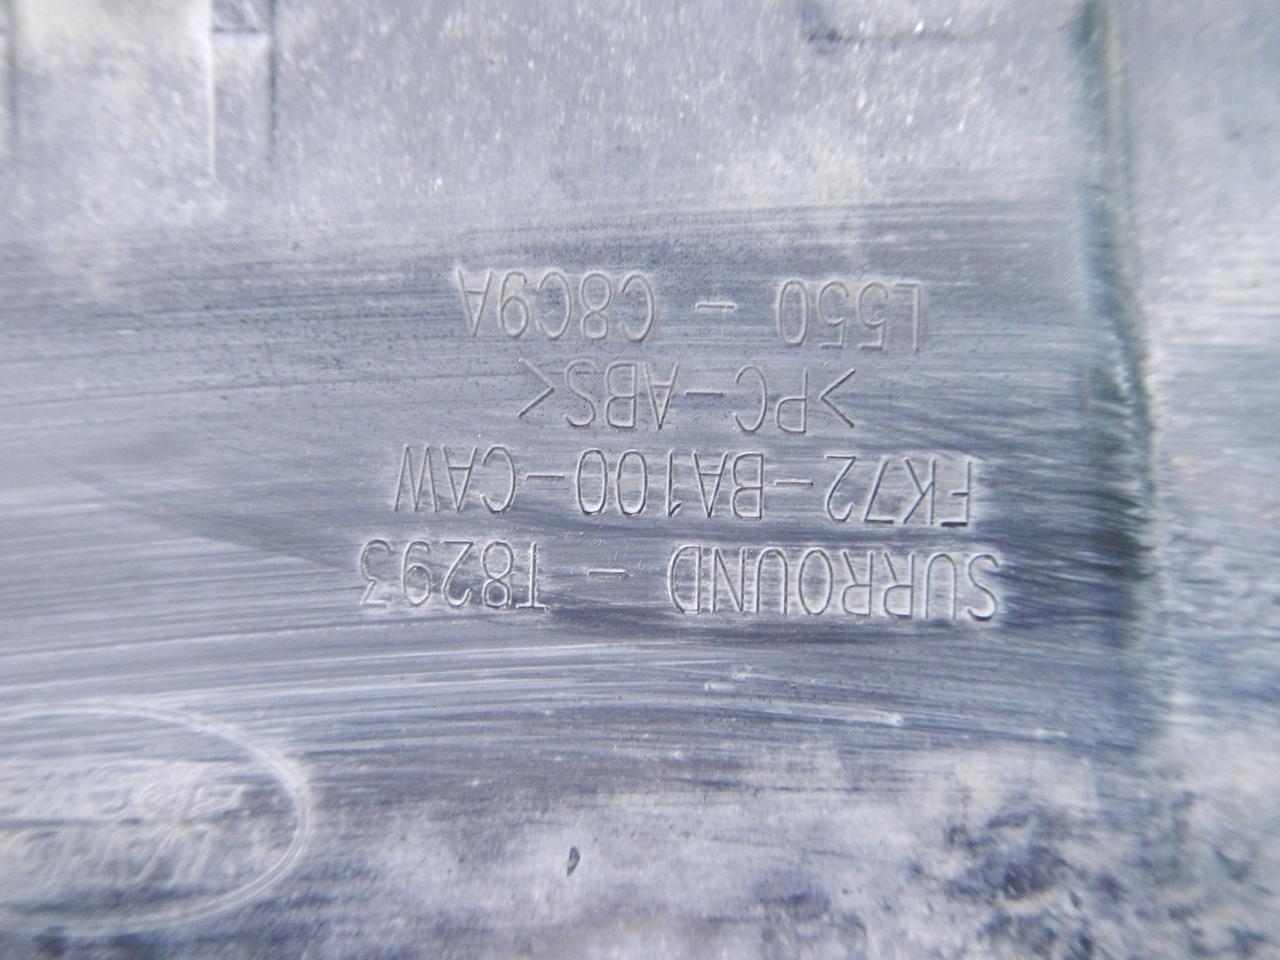 SURROUND - T8293
FK72-BA100-CAW
>PC-ABS<
L550 - C8C9A